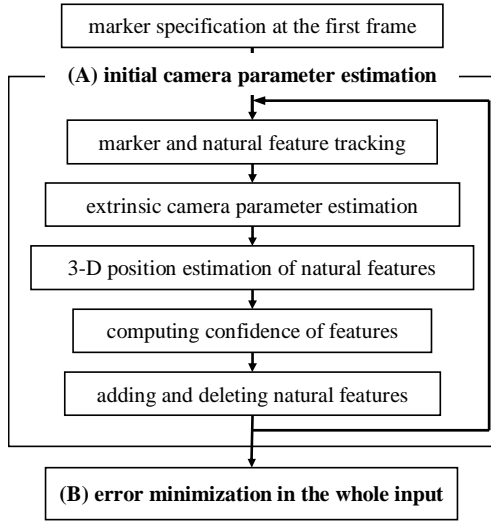 marker specification at the first frame
(A) initial camera parameter estimation
marker and natural feature tracking
extrinsic camera parameter estimation
3-D position estimation of natural features
computing confidence of features
adding and deleting natural features
(B) error minimization in the whole input